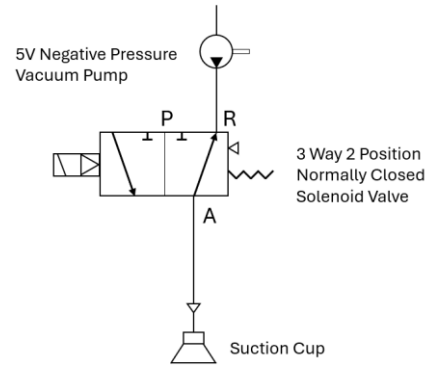 5V Negative Pressure
Vacuum Pump
P
R
3 Way 2 Position
Normally Closed
Solenoid Valve
A
Suction Cup